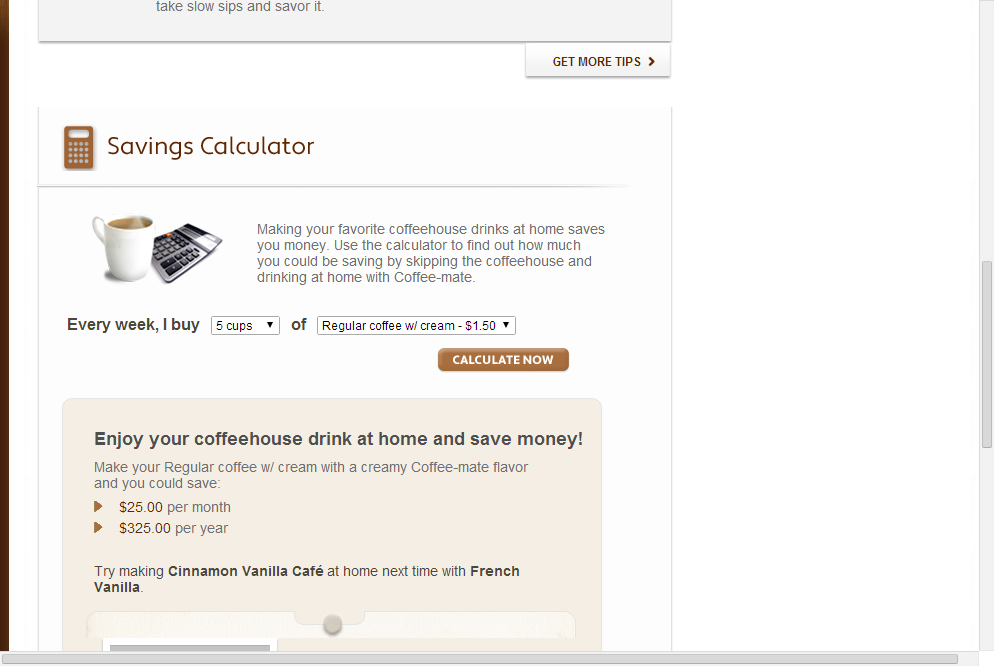 take slow sips and savor it.
GET MORE TIPS
Savings Calculator
Making your favorite coffeehouse drinks at home saves
you money. Use the calculator to find out how much
you could be saving by skipping the coffeehouse and
drinking at home with Coffee-mate.
Every week, I buy 5 cups of Regular coffee w/ cream - $1.50
CALCULATE NOW
Enjoy your coffeehouse drink at home and save money!
Make your Regular coffee w/ cream with a creamy Coffee-mate flavor
and you could save:
$25.00 per month
$325.00 per year
Try making Cinnamon Vanilla Café at home next time with French
Vanilla.